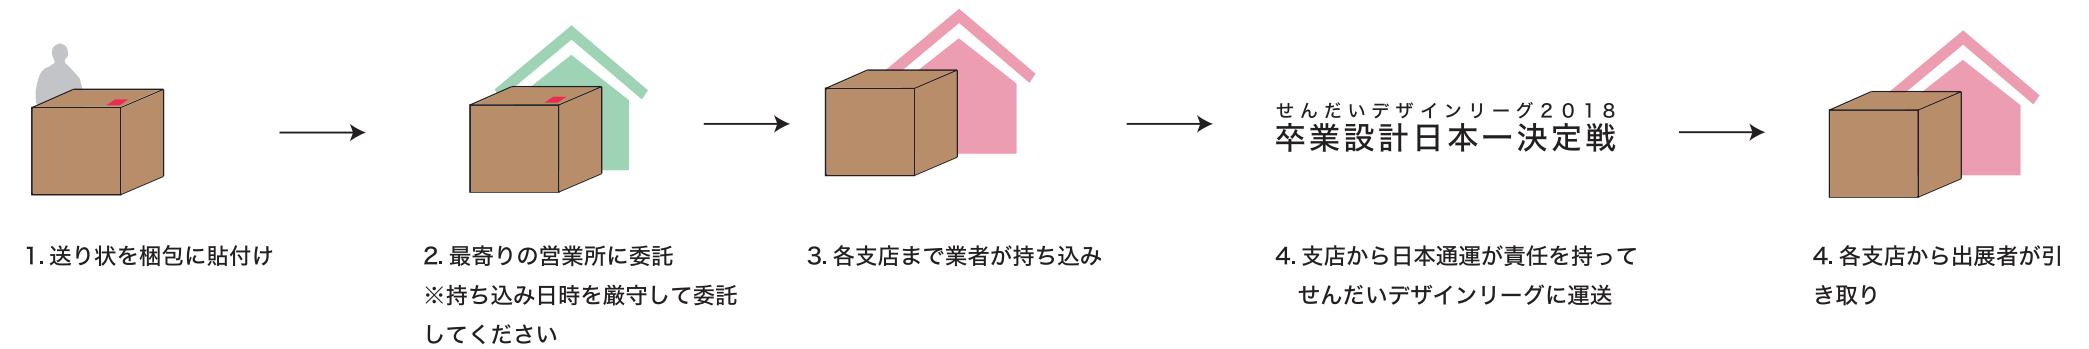 せんだいデザインリーグ2018
卒業設計日本一決定戦
1. 送り状を梱包に貼付け
2. 最寄りの営業所に委託
※持ち込み日時を厳守して委託
してください
3. 各支店まで業者が持ち込み
4. 支店から日本通運が責任を持って
せんだいデザインリーグに運送
4. 各支店から出展者が引
き取り